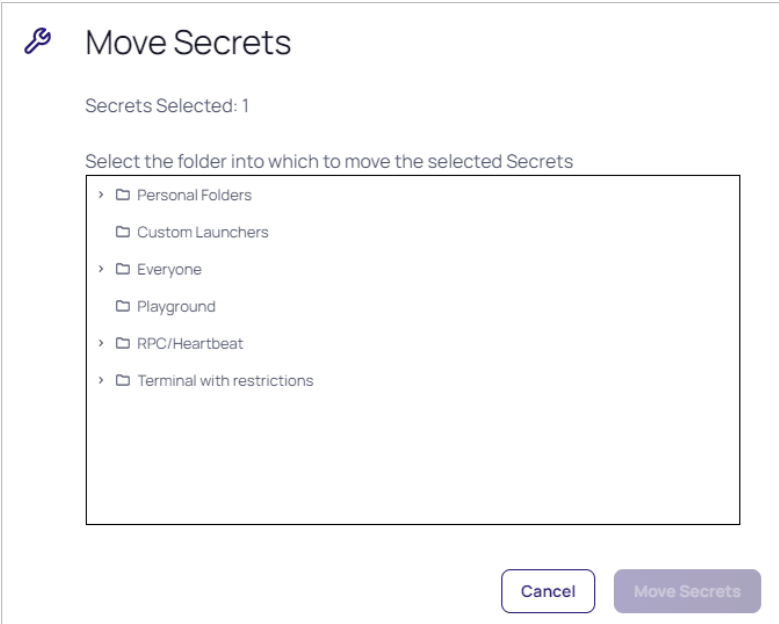 Move Secrets
Secrets Selected: 1
Select the folder into which to move the selected Secrets
Personal Folders
Custom Launchers
Everyone
Playground
RPC/Heartbeat
Terminal with restrictions
Cancel
Move Secrets